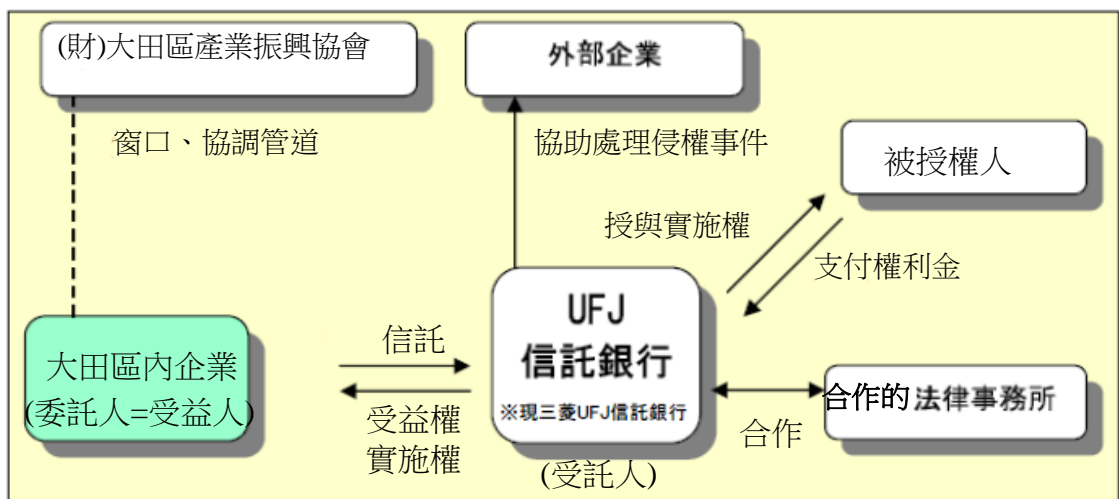 (財)大田區產業振興協會
外部企業
窗口、協調管道
協助處理侵權事件
被授權人
授與實施權
支付權利金
UFJ
信託銀行
※現三菱UFJ信託銀行
(受託人)
信託
受益權
實施權
大田區內企業
(委託人=受益人)
合作的法律事務所
合作